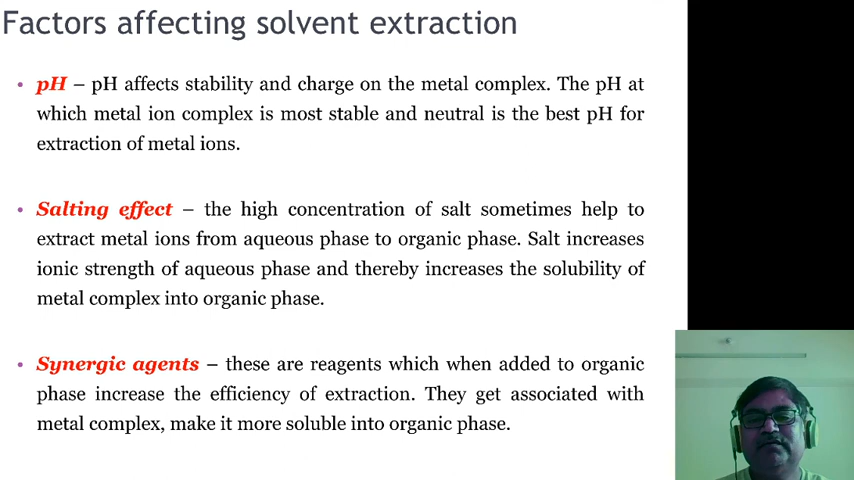 Factors affecting solvent extraction
• pH – pH affects stability and charge on the metal complex. The pH at
which metal ion complex is most stable and neutral is the best pH for
extraction of metal ions.
• Salting effect – the high concentration of salt sometimes help to
extract metal ions from aqueous phase to organic phase. Salt increases
ionic strength of aqueous phase and thereby increases the solubility of
metal complex into organic phase.
• Synergic agents – these are reagents which when added to organic
phase increase the efficiency of extraction. They get associated with
metal complex, make it more soluble into organic phase.